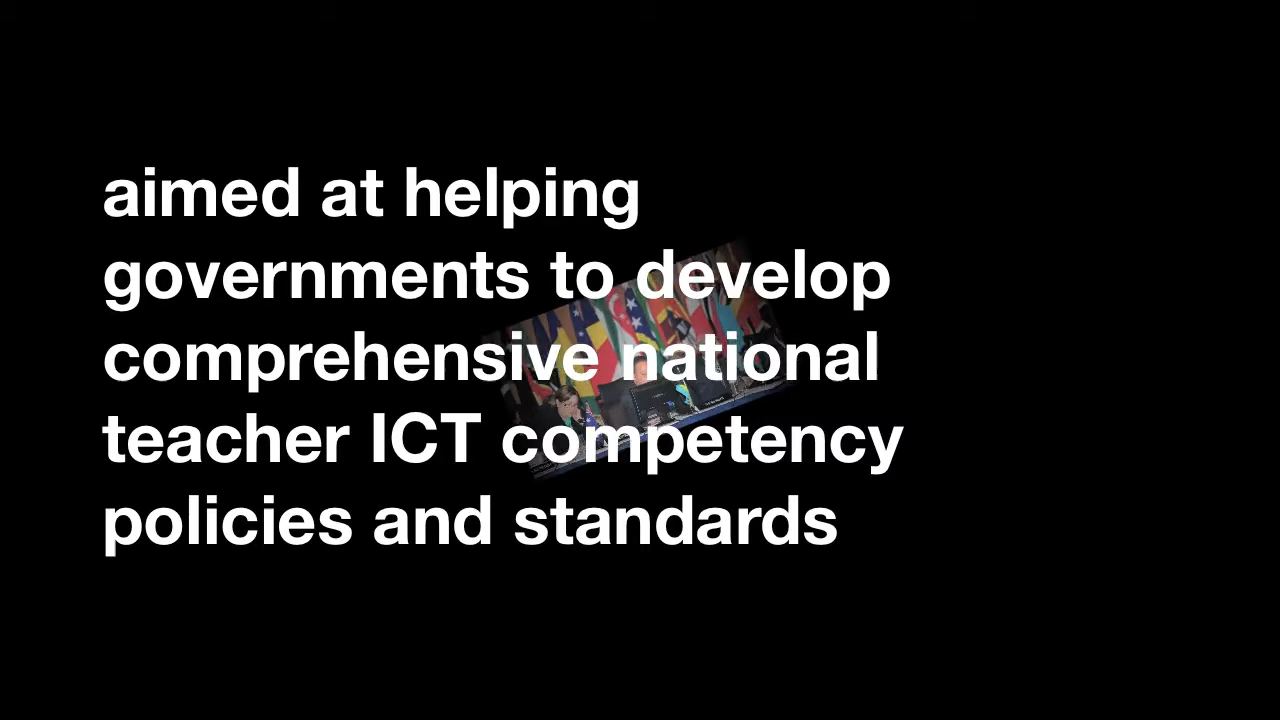 aimed at helping
governments to develop
comprehensive national
teacher ICT competency
policies and standards